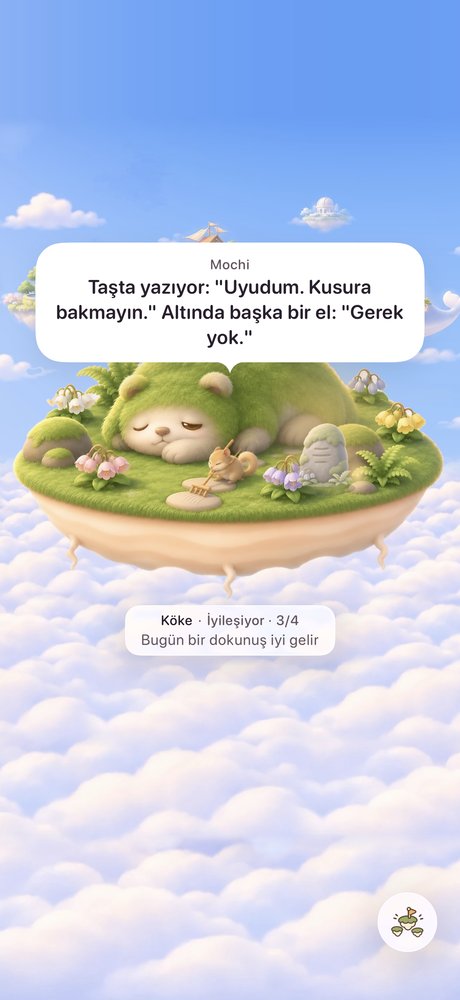 Mochi
Taşta yazıyor: "Uyudum. Kusura
bakmayın." Altında başka bir el: "Gerek
yok."
Köke · İyileşiyor · 3/4
Bugün bir dokunuş iyi gelir